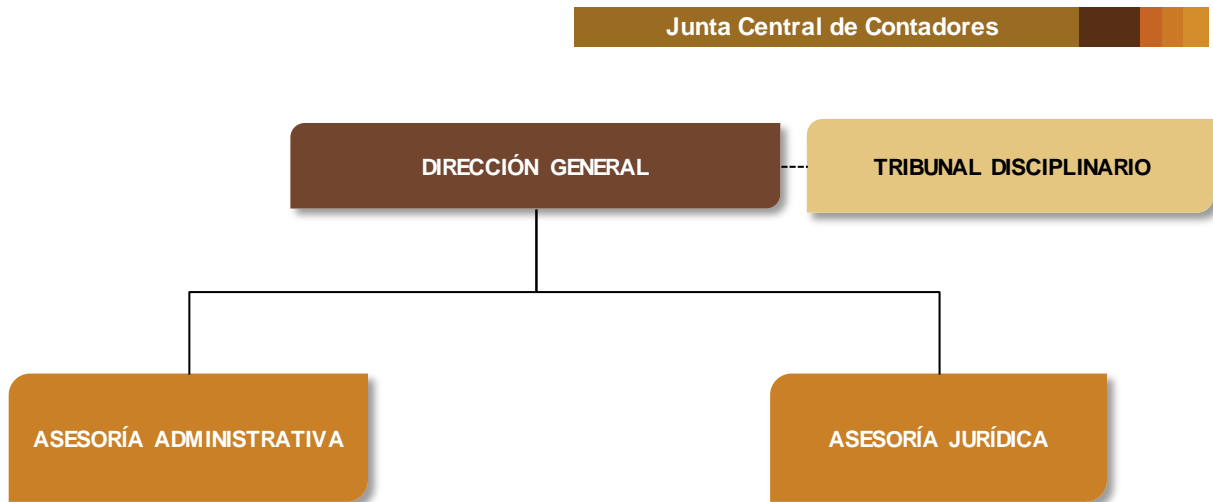 Junta Central de Contadores
DIRECCIÓN GENERAL
TRIBUNAL DISCIPLINARIO
ASESORÍA ADMINISTRATIVA
ASESORÍA JURÍDICA